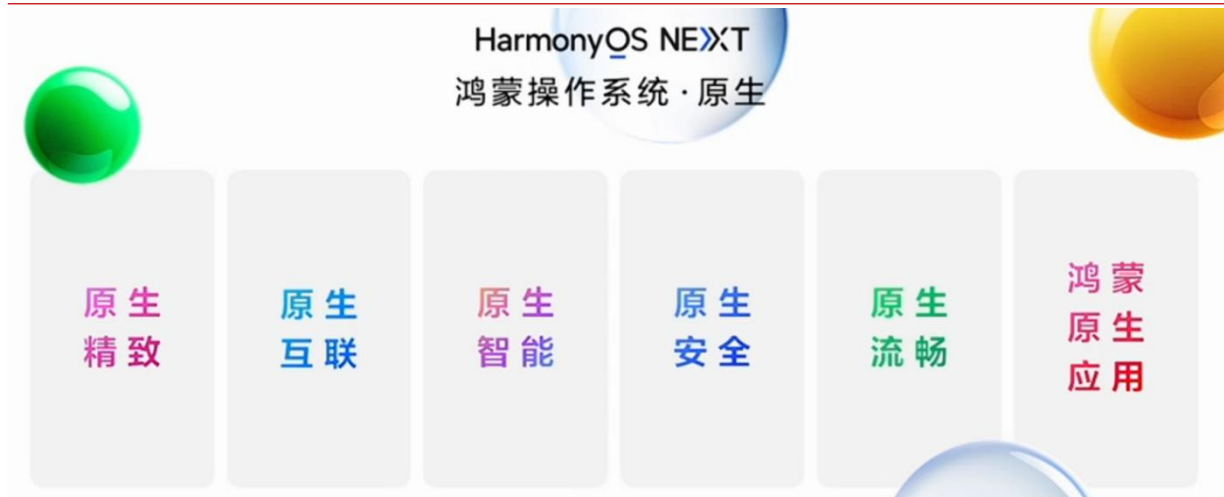 HarmonyOS NEXT
鸿蒙操作系统·原生
原生
精致
原生
互联
原生
智能
原生
安全
原生
流畅
鸿蒙
原生
应用